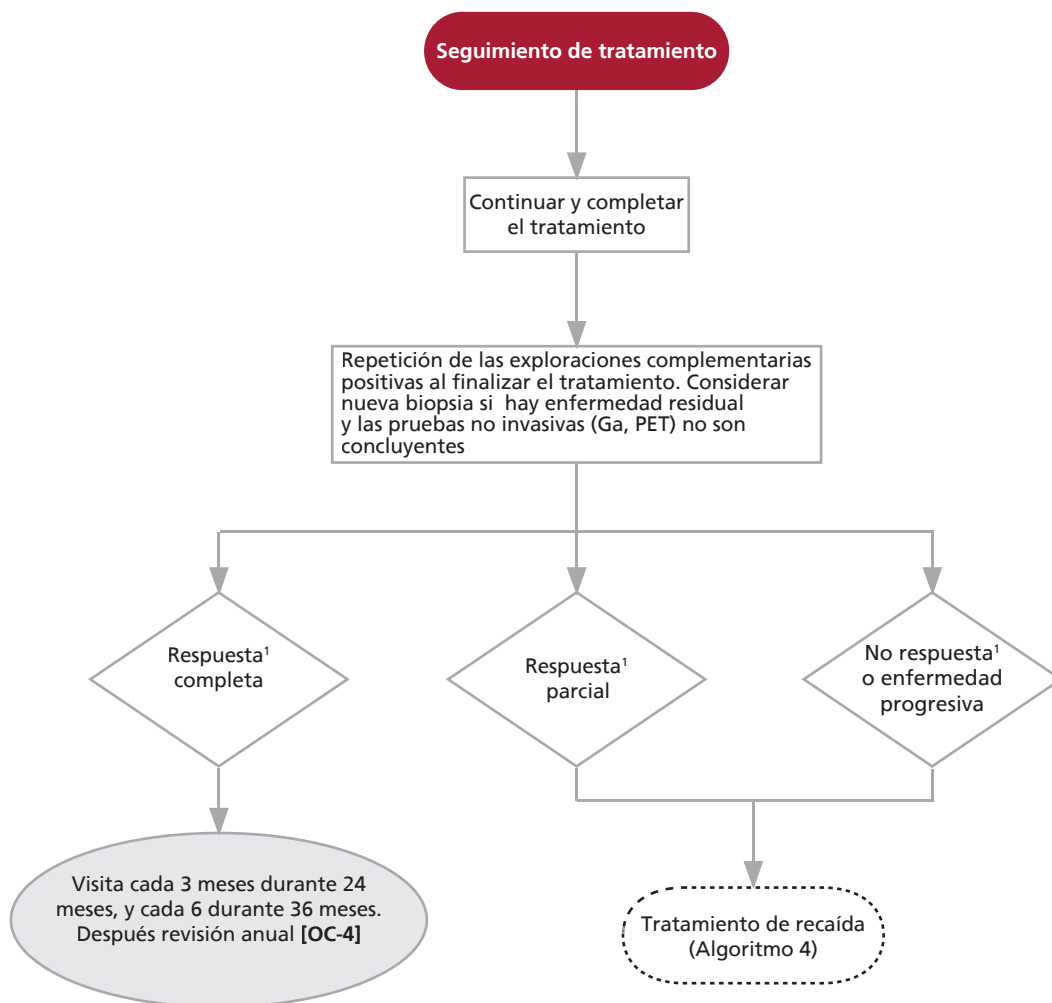 Seguimiento de tratamiento
Continuar y completar
el tratamiento
Repetición de las exploraciones complementarias
positivas al finalizar el tratamiento. Considerar
nueva biopsia si hay enfermedad residual
y las pruebas no invasivas (Ga, PET) no son
concluyentes
Respuesta¹
completa
Respuesta¹
parcial
No respuesta¹
o enfermedad
progresiva
Visita cada 3 meses durante 24
meses, y cada 6 durante 36 meses.
Después revisión anual [OC-4]
Tratamiento de recaída
(Algoritmo 4)